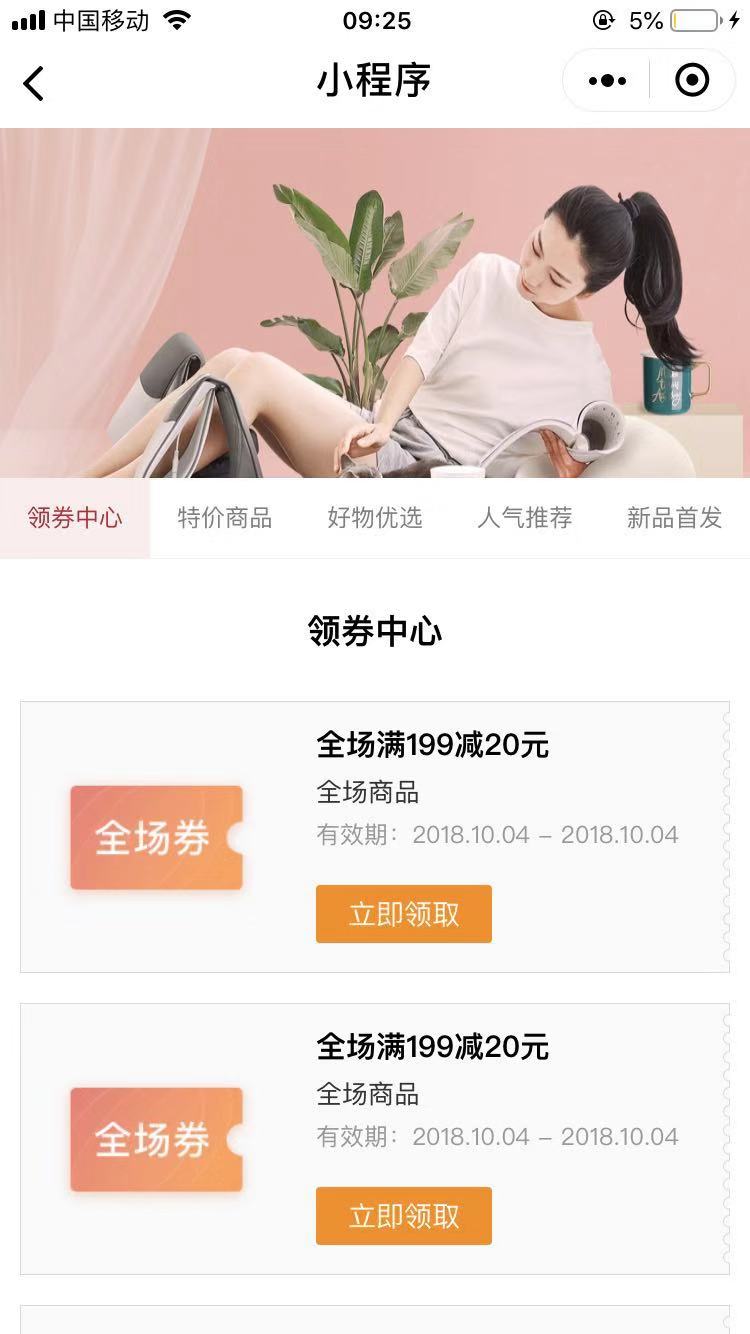 中国移动
09:25
5%
小程序
领券中心
特价商品
好物优选
人气推荐
新品首发
领券中心
全场券
全场满199减20元
全场商品
有效期：2018.10.04 – 2018.10.04
立即领取
全场券
全场满199减20元
全场商品
有效期：2018.10.04 – 2018.10.04
立即领取